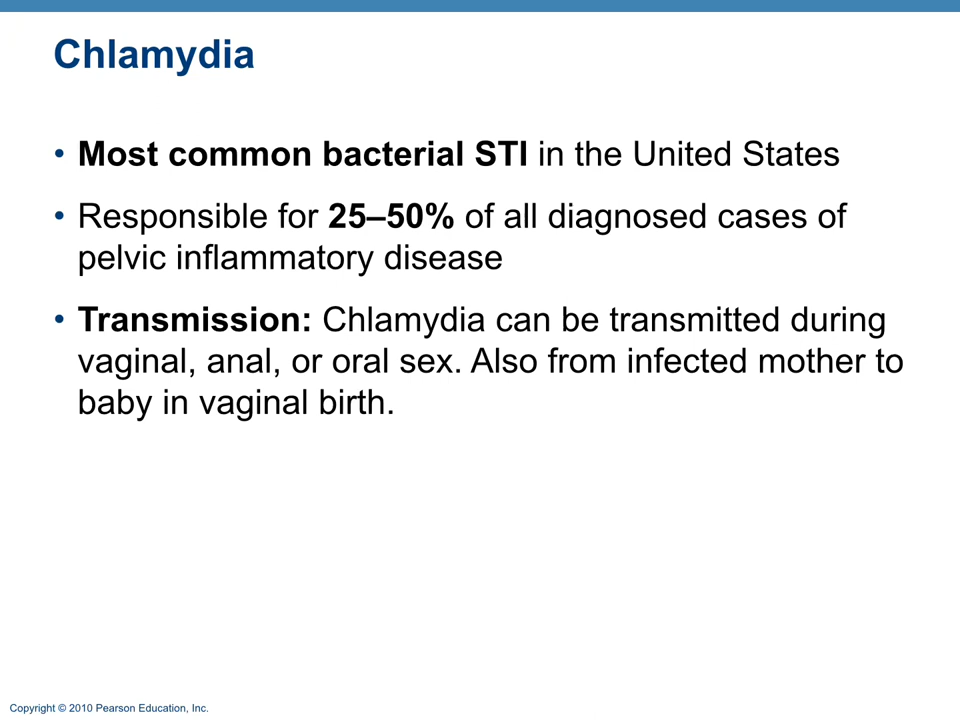 Chlamydia
• Most common bacterial STI in the United States
• Responsible for 25–50% of all diagnosed cases of
pelvic inflammatory disease
• Transmission: Chlamydia can be transmitted during
vaginal, anal, or oral sex. Also from infected mother to
baby in vaginal birth.
Copyright © 2010 Pearson Education, Inc.